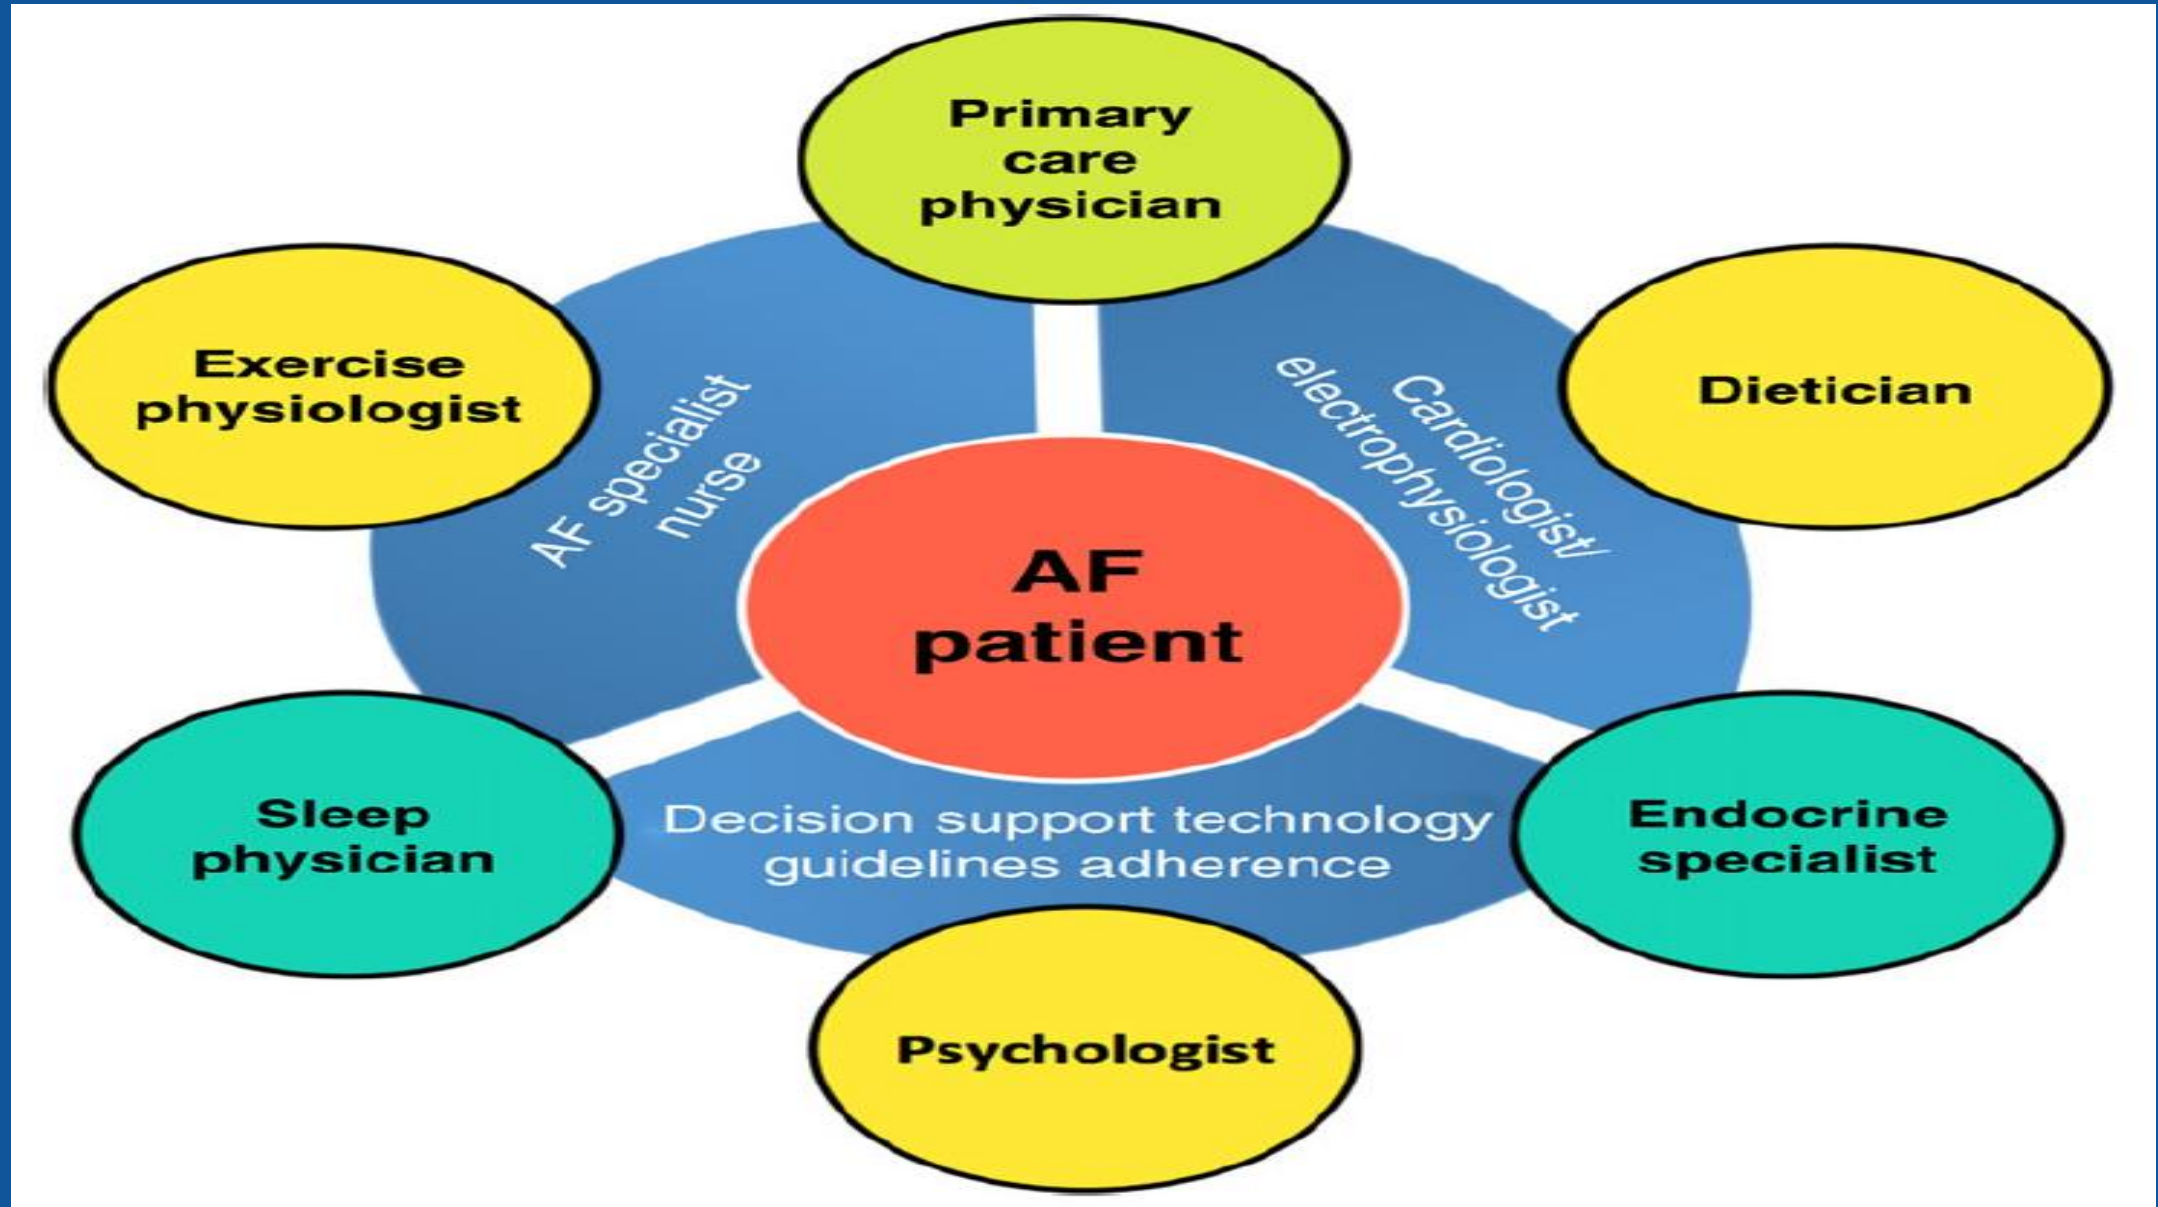 Primary
care
physician
Exercise
physiologist
Dietician
AF specialist
nurse
Cardiologist/
electrophysiologist
AF
patient
Sleep
physician
Decision support technology
guidelines adherence
Endocrine
specialist
Psychologist